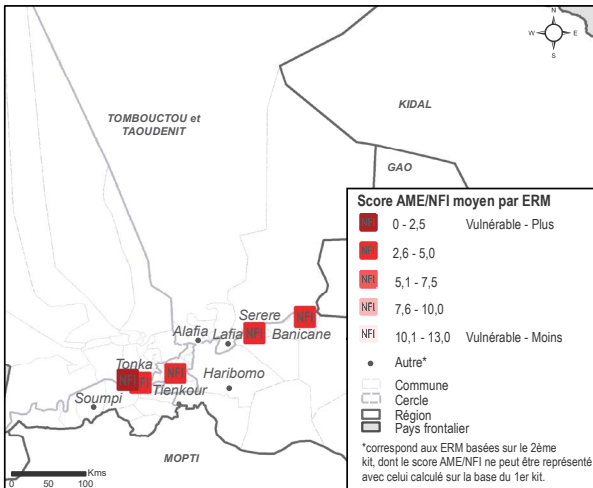 N
W E
S
KIDAL
TOMBOUCTOU et
TAOUDENIT
GAO
Score AME/NFI moyen par ERM
NFI 0 - 2,5 Vulnérable - Plus
NFI 2,6 - 5,0
NFI 5,1 - 7,5
NFI 7,6 - 10,0
NFI 10,1 - 13,0 Vulnérable - Moins
Autre*
Commune
Cercle
Région
Pays frontalier
*correspond aux ERM basées sur le 2ème
kit, dont le score AME/NFI ne peut être représenté
avec celui calculé sur la base du 1er kit.
Serere
NFI
Alafia
Lafia
NFI
Banicane
Tonka
NFI
NFI
NFI
Tienkour
Haribomo
Soumpi
MOPTI
Kms
0 50 100